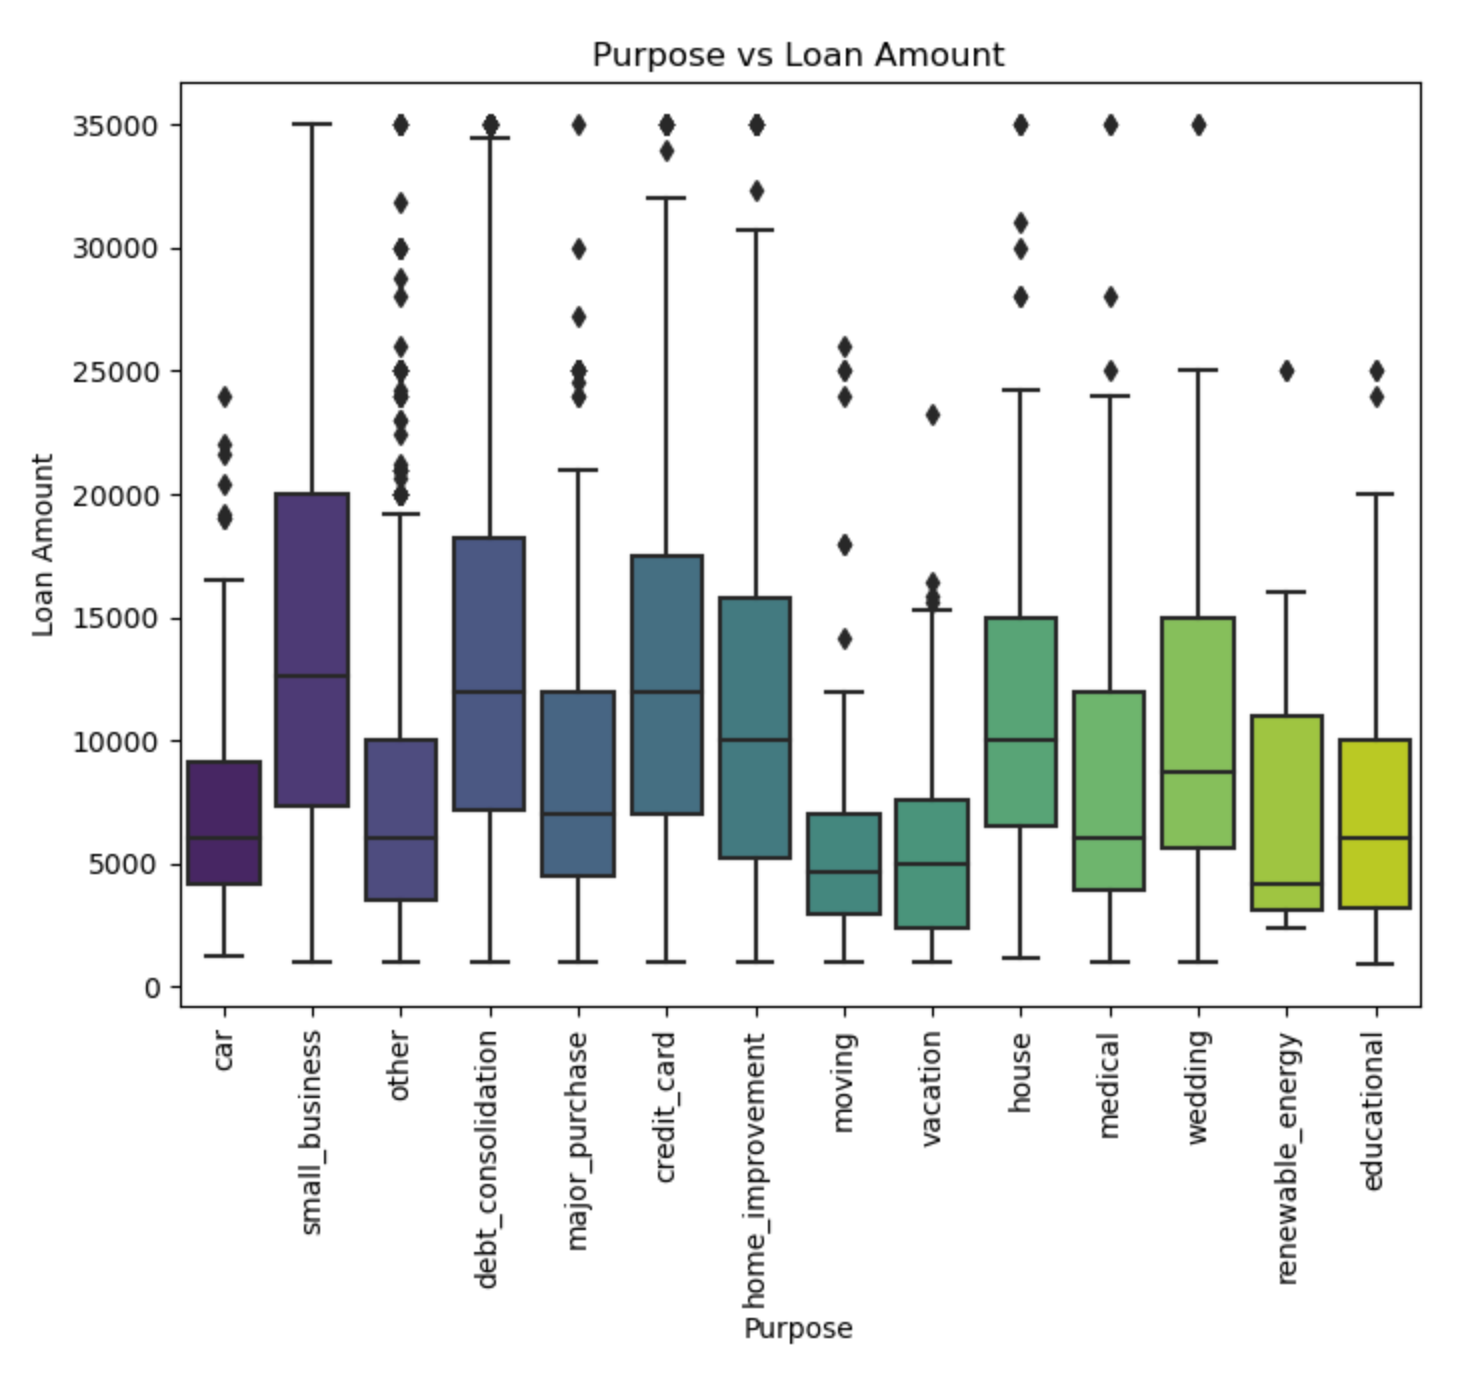 Purpose vs Loan Amount
35000
30000
25000
20000
15000
10000
5000
0
Loan Amount
car
small_business
other
debt_consolidation
major_purchase
credit_card
home_improvement
moving
vacation
house
medical
wedding
renewable_energy
educational
Purpose